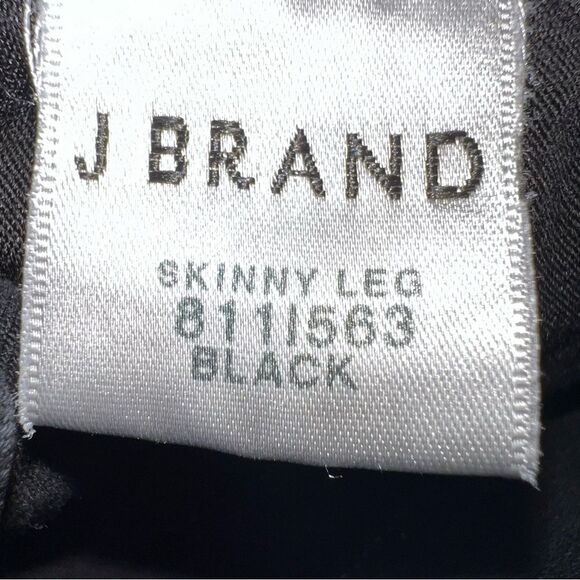 J BRAND
SKINNY LEG
811I563
BLACK